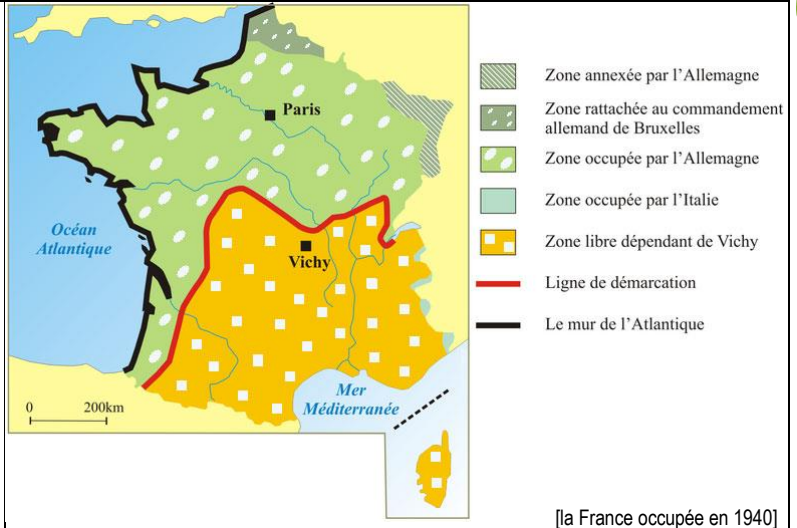 Paris
Océan
Atlantique
Vichy
Mer
Méditerranée
0 200km
Zone annexée par l'Allemagne
Zone rattachée au commandement
allemand de Bruxelles
Zone occupée par l'Allemagne
Zone occupée par l'Italie
Zone libre dépendant de Vichy
Ligne de démarcation
Le mur de l'Atlantique
[la France occupée en 1940]